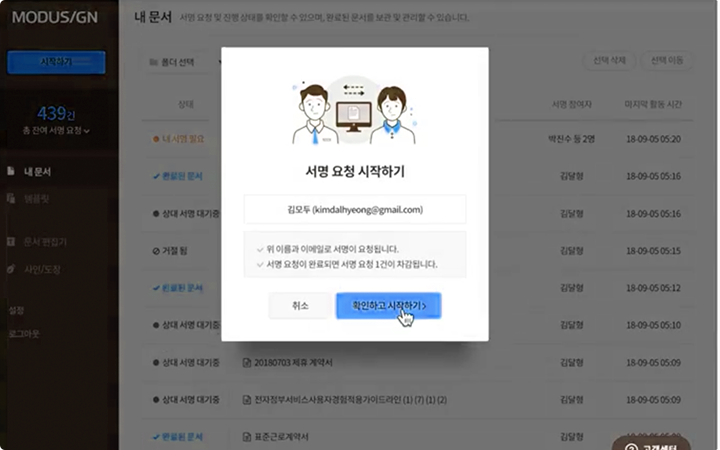 MODUSIGN
내 문서 서명 요청 및 진행 상태를 확인할 수 있으며, 완료된 문서를 보관 및 관리할 수 있습니다.
시작하기
폴더 선택
선택 삭제
선택 이동
439건
총 잔여 서명 요청
내 문서
템플릿
문서 편집기
사인/도장
설정
로그아웃
상태
서명 참여자
마지막 활동 시간
내 서명 필요
박진수 등 2명
18-09-05 05:20
완료된 문서
김달형
18-09-05 05:16
상대 서명 대기중
김달형
18-09-05 05:16
거절 됨
김달형
18-09-05 05:15
완료된 문서
김달형
18-09-05 05:12
상대 서명 대기중
김달형
18-09-05 05:10
상대 서명 대기중
20180703 제휴 계약서
김달형
18-09-05 05:09
상대 서명 대기중
전자정부서비스사용자경험적용가이드라인 (1) (7) (1) (2)
김달형
18-09-05 05:09
완료된 문서
표준근로계약서
김달형
고객센터
서명 요청 시작하기
김모두 (kimdalhyeong@gmail.com)
위 이름과 이메일로 서명이 요청됩니다.
서명 요청이 완료되면 서명 요청 1건이 차감됩니다.
취소
확인하고 시작하기>